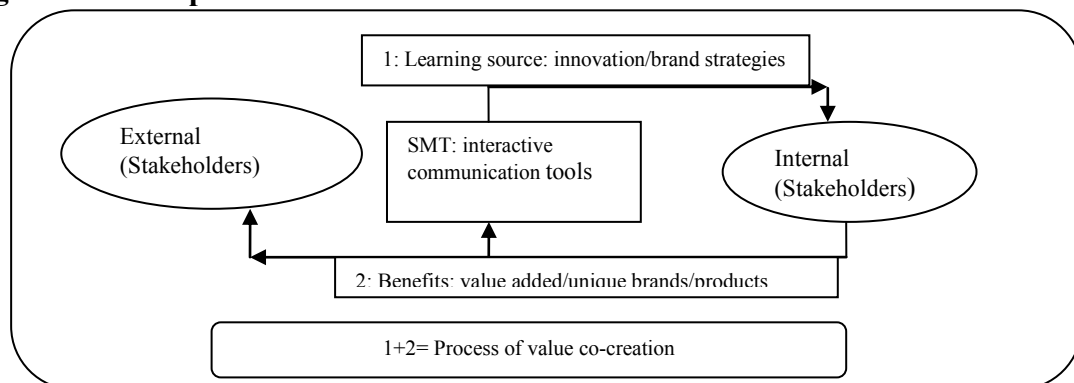 1: Learning source: innovation/brand strategies
External
(Stakeholders)
SMT: interactive
communication tools
Internal
(Stakeholders)
2: Benefits: value added/unique brands/products
1+2= Process of value co-creation